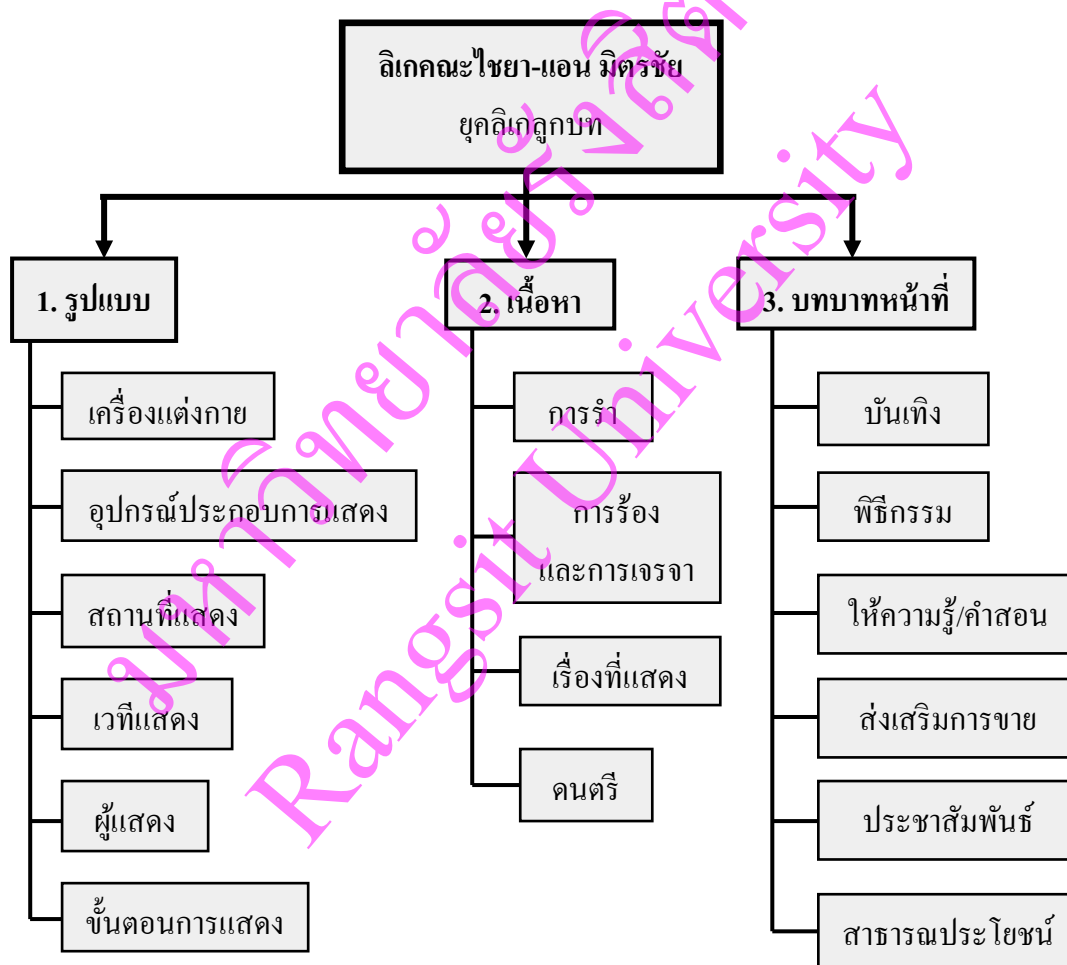 ลิเกคณะไชยา-แอน มิตรชัย
ยุคลิเกลูกบท
1. รูปแบบ
เครื่องแต่งกาย
อุปกรณ์ประกอบการแสดง
สถานที่แสดง
เวทีแสดง
ผู้แสดง
ขั้นตอนการแสดง
2. เนื้อหา
การรำ
การร้อง
และการเจรจา
เรื่องที่แสดง
ดนตรี
3. บทบาทหน้าที่
บันเทิง
พิธีกรรม
ให้ความรู้/คำสอน
ส่งเสริมการขาย
ประชาสัมพันธ์
สาธารณประโยชน์
มหาวิทยาลัยรังสิต
Rangsit University